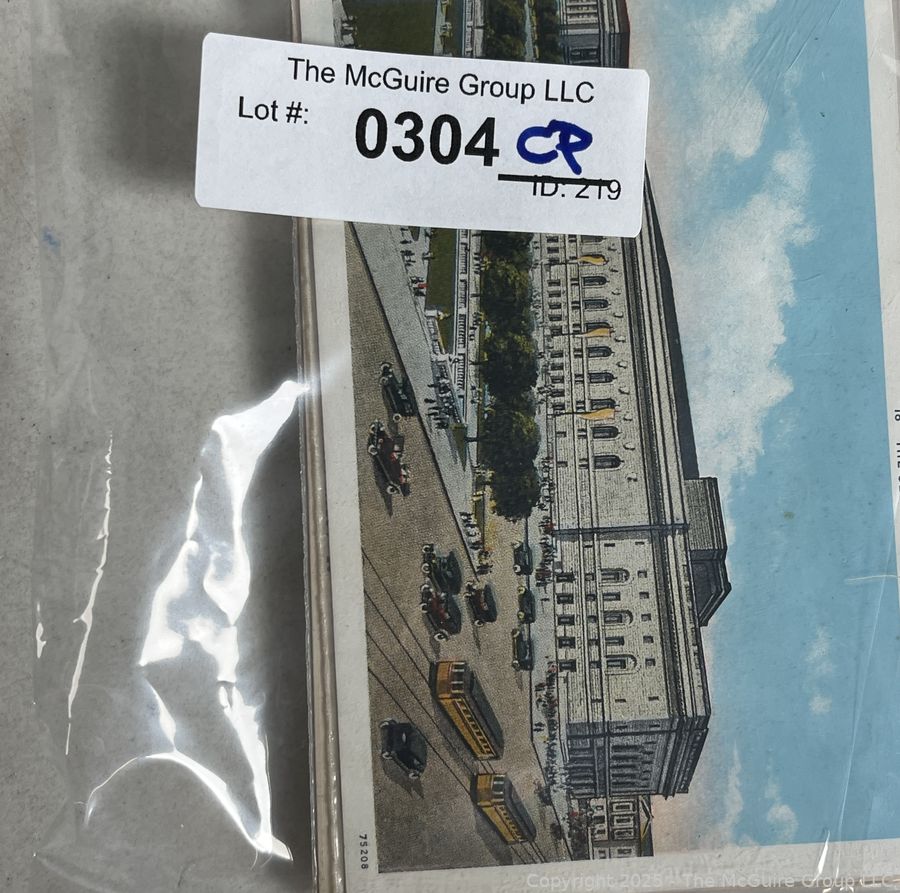 The McGuire Group LLC
Lot #:
0304 CR
ID: 219
75208
Copyright 2025 The McGuire Group LLC